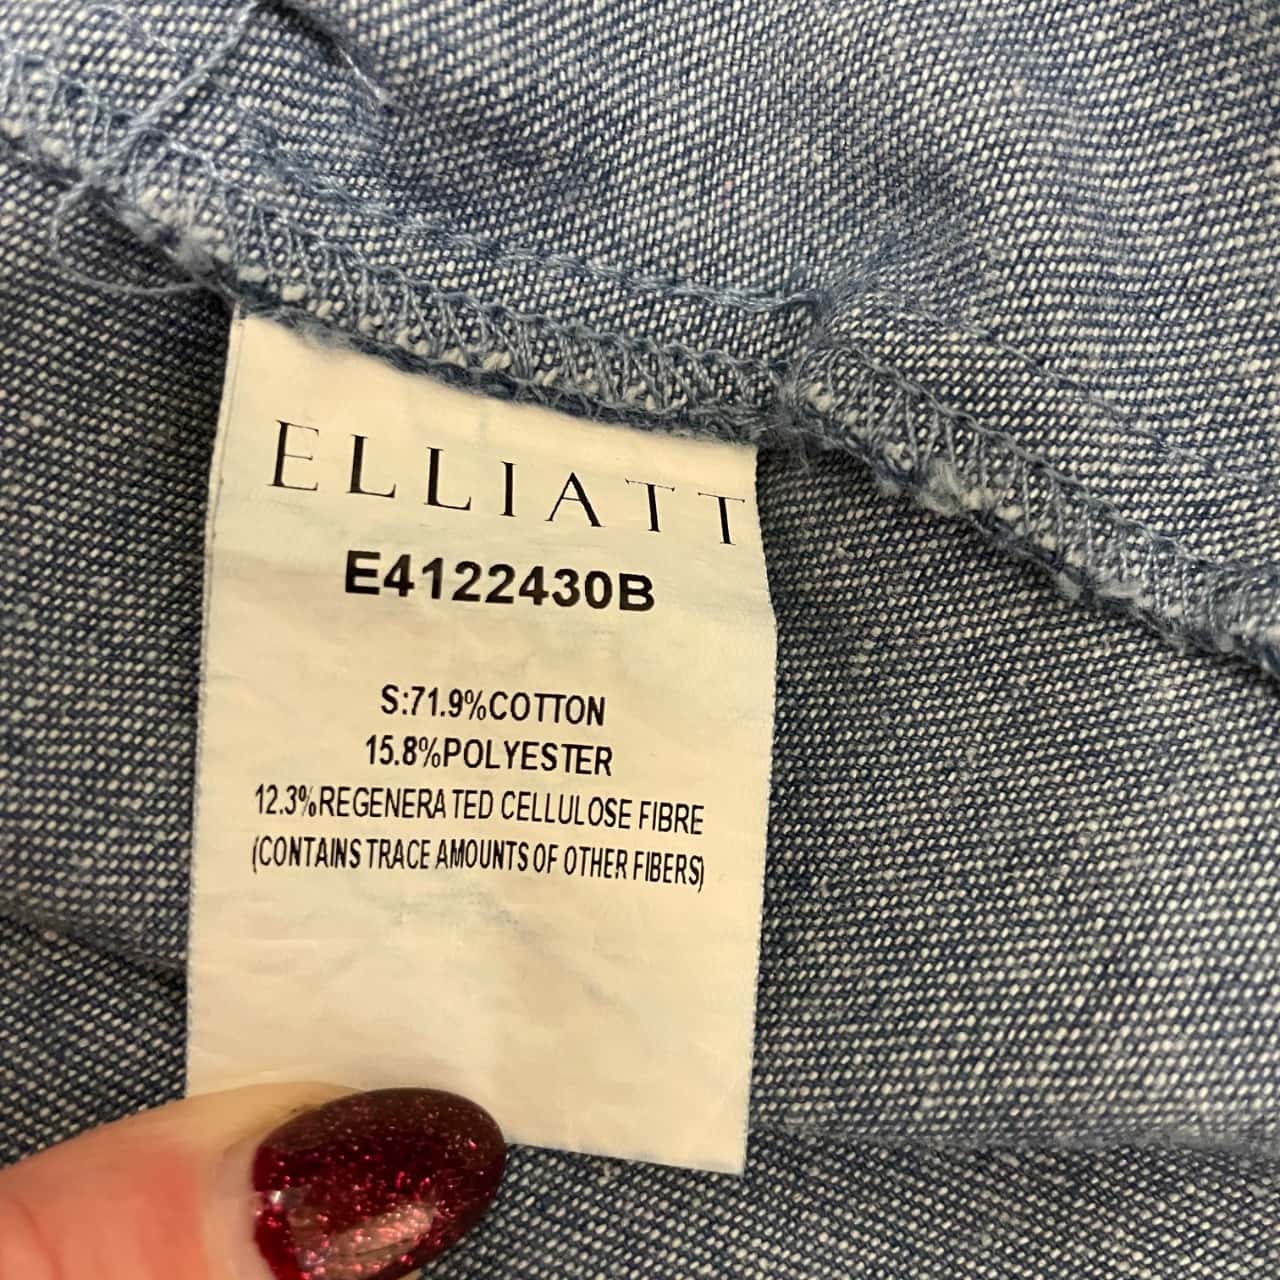 ELLIATT
E4122430B
S:71.9%COTTON
15.8%POLYESTER
12.3%REGENERATED CELLULOSE FIBRE
(CONTAINS TRACE AMOUNTS OF OTHER FIBERS)